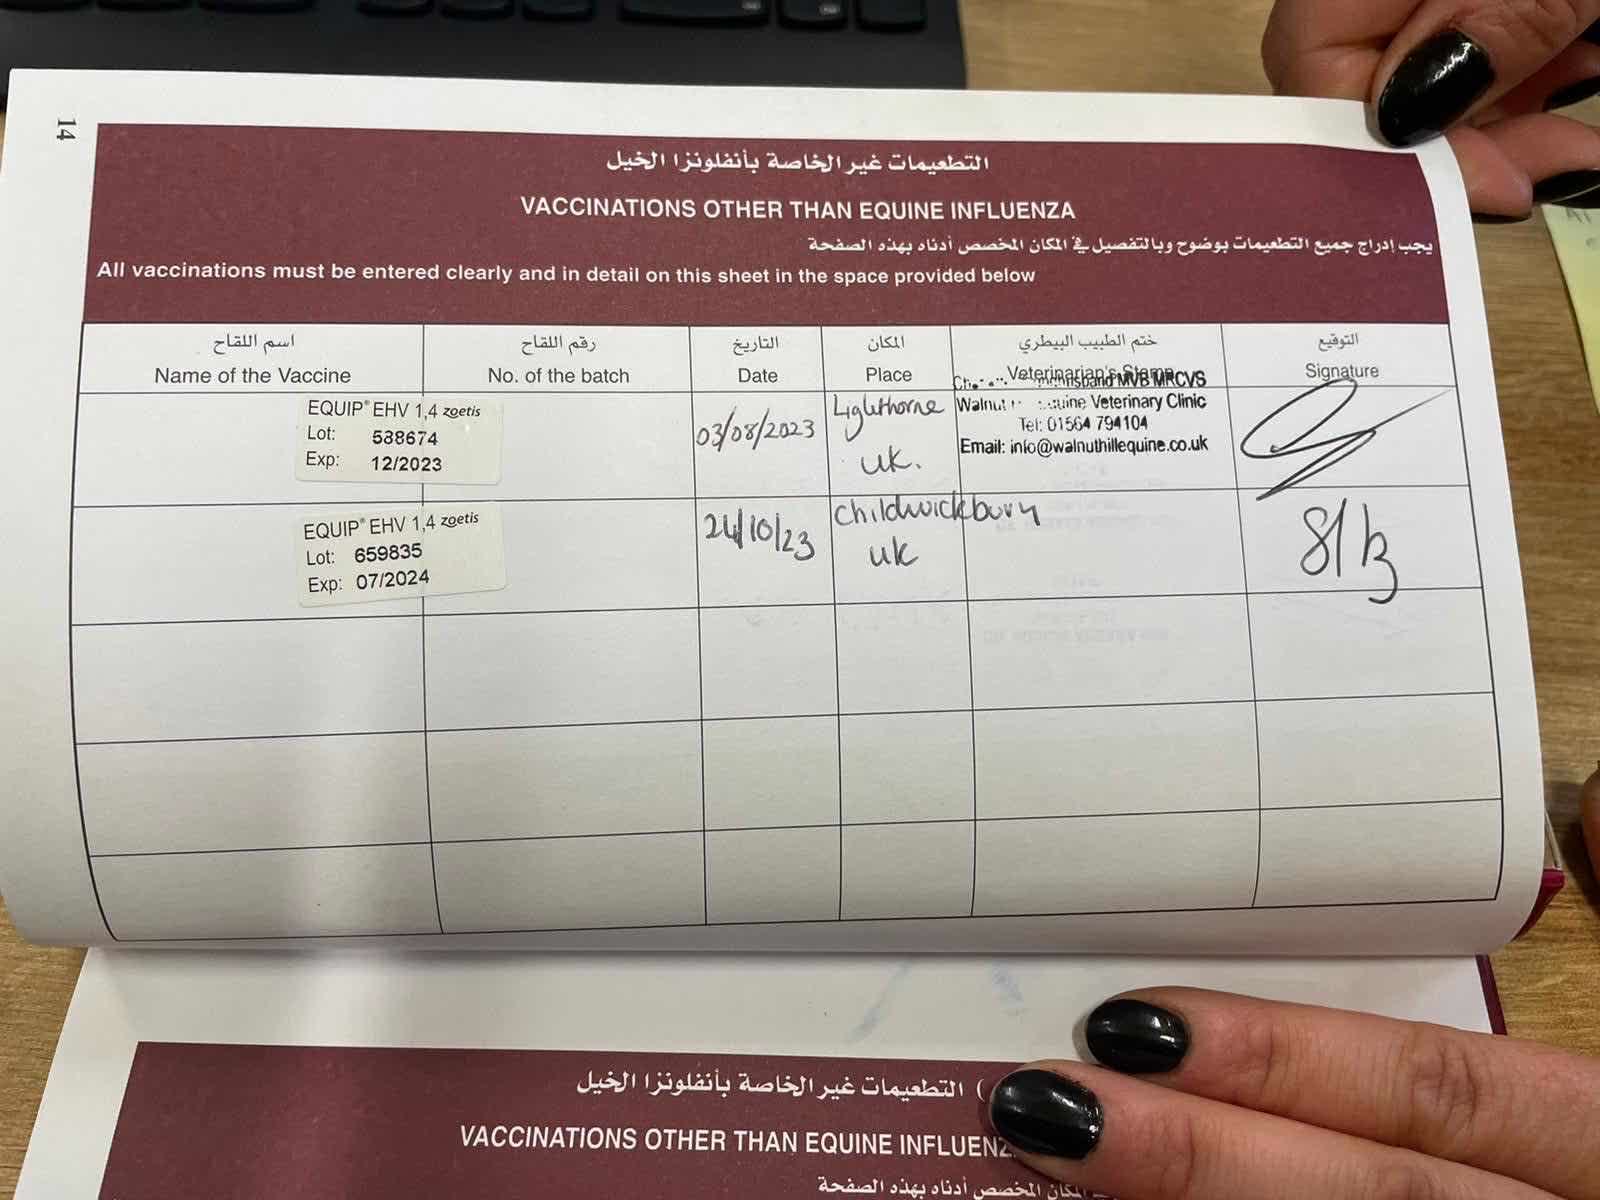 14
التطعيمات غير الخاصة بأنفلونزا الخيل
VACCINATIONS OTHER THAN EQUINE INFLUENZA
يجب إدراج جميع التطعيمات بوضوح وبالتفصيل في المكان المخصص أدناه بهذه الصفحة
All vaccinations must be entered clearly and in detail on this sheet in the space provided below
اسم اللقاح
Name of the Vaccine
رقم اللقاح
No. of the batch
التاريخ
Date
المكان
Place
ختم الطبيب البيطري
Veterinarian's Stamp
التوقيع
Signature
EQUIP® EHV 1,4 zoetis
Lot: 588674
Exp: 12/2023
03/08/2023
Lighthorne
UK.
MVB MRCVS
Equine Veterinary Clinic
Tel: 01564 794104
Email: info@walnuthillequine.co.uk
EQUIP® EHV 1,4 zoetis
Lot: 659835
Exp: 07/2024
24/10/23
Childwickbury
UK
التطعيمات غير الخاصة بأنفلونزا الخيل (
VACCINATIONS OTHER THAN EQUINE INFLUENZ
المكان المخصص أدناه بهذه الصفحة